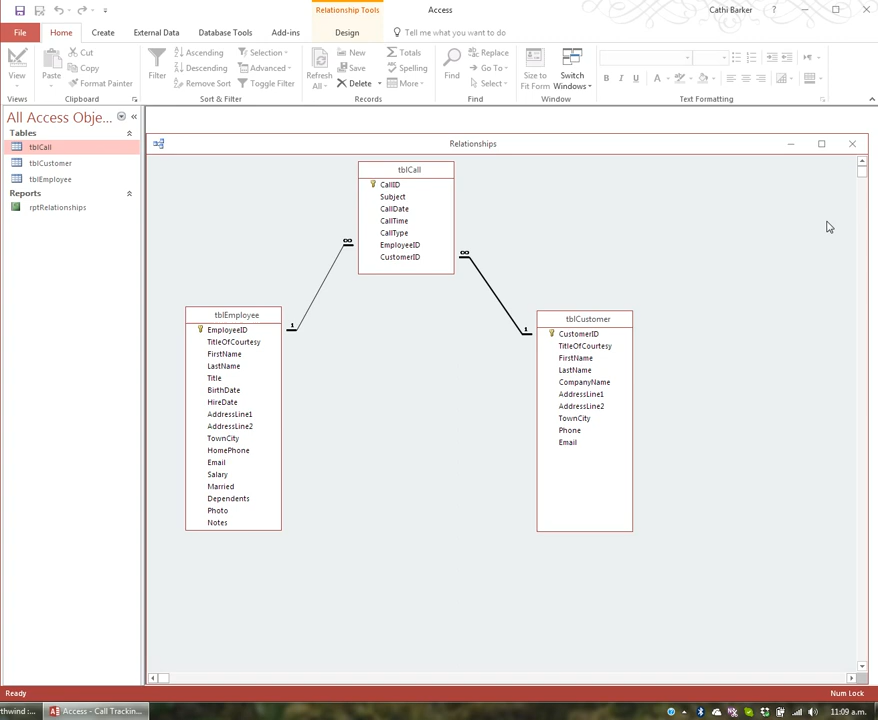 Relationship Tools
Access
Cathi Barker
?
File
Home
Create
External Data
Database Tools
Add-ins
Design
Tell me what you want to do
View
Paste
Cut
Copy
Format Painter
Filter
Ascending
Descending
Remove Sort
Selection
Advanced
Toggle Filter
Refresh
All
New
Save
Delete
Totals
Spelling
More
Find
Replace
Go To
Select
Size to
Fit Form
Switch
Windows
B I U A
Views
Clipboard
Sort & Filter
Records
Find
Window
Text Formatting
All Access Obje...
Tables
tblCall
tblCustomer
tblEmployee
Reports
rptRelationships
Relationships
tblCall
CallID
Subject
CallDate
CallTime
CallType
EmployeeID
CustomerID
∞
∞
1
1
tblEmployee
EmployeeID
TitleOfCourtesy
FirstName
LastName
Title
BirthDate
HireDate
AddressLine1
AddressLine2
TownCity
HomePhone
Email
Salary
Married
Dependents
Photo
Notes
tblCustomer
CustomerID
TitleOfCourtesy
FirstName
LastName
CompanyName
AddressLine1
AddressLine2
TownCity
Phone
Email
Ready
Num Lock
thwind :...
Access - Call Trackin...
11:09 a.m.